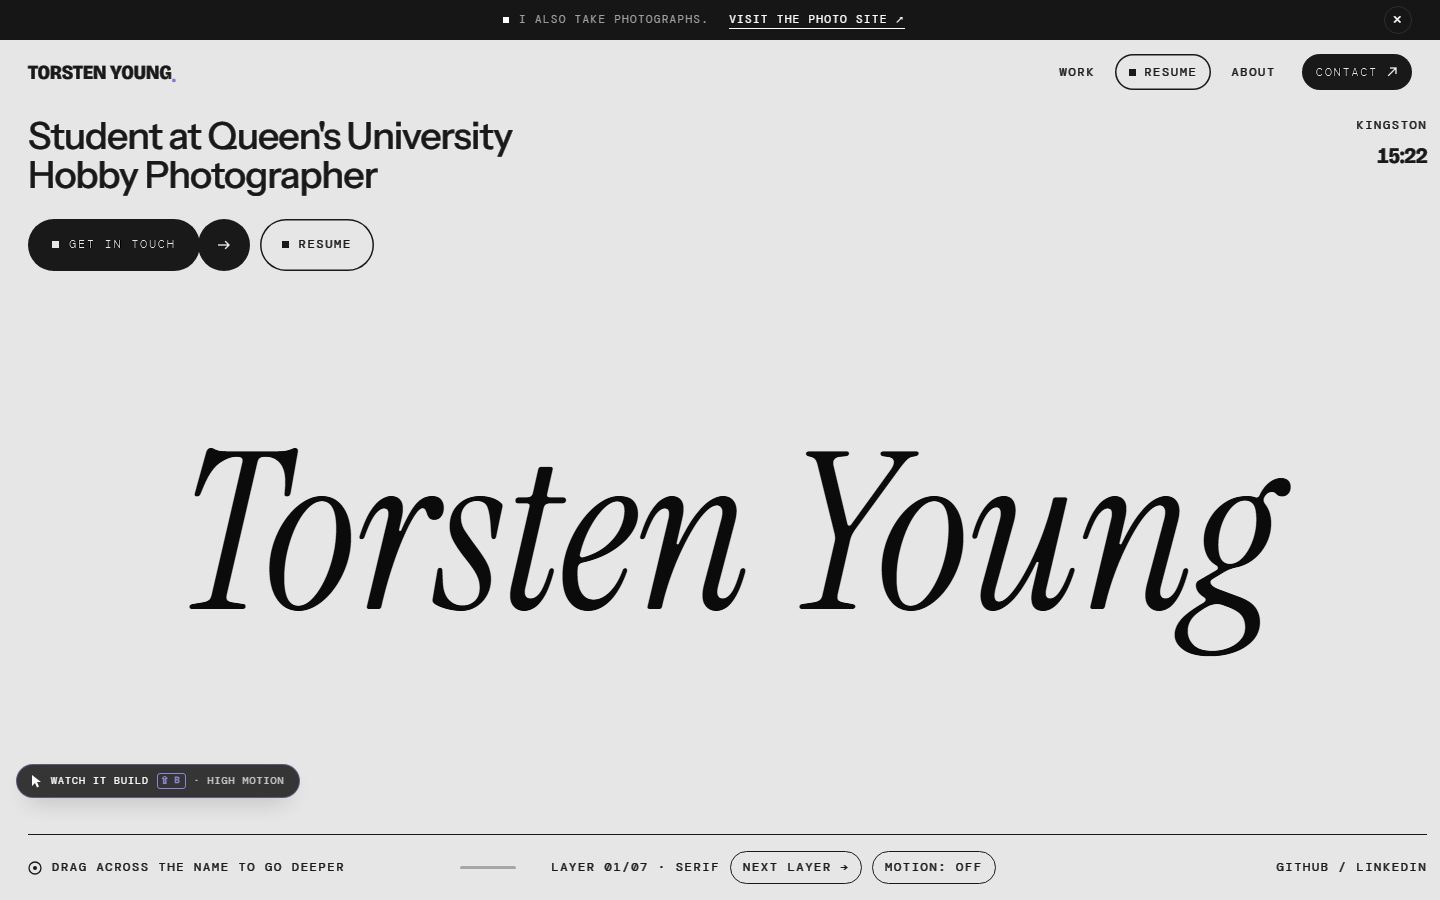 I ALSO TAKE PHOTOGRAPHS. VISIT THE PHOTO SITE ↗ ×
TORSTEN YOUNG.
WORK ■ RESUME ABOUT CONTACT ↗
Student at Queen's University
Hobby Photographer
KINGSTON
15:22
GET IN TOUCH → RESUME
Torsten Young
WATCH IT BUILD ⇧ B · HIGH MOTION
DRAG ACROSS THE NAME TO GO DEEPER
LAYER 01/07 · SERIF NEXT LAYER → MOTION: OFF
GITHUB / LINKEDIN